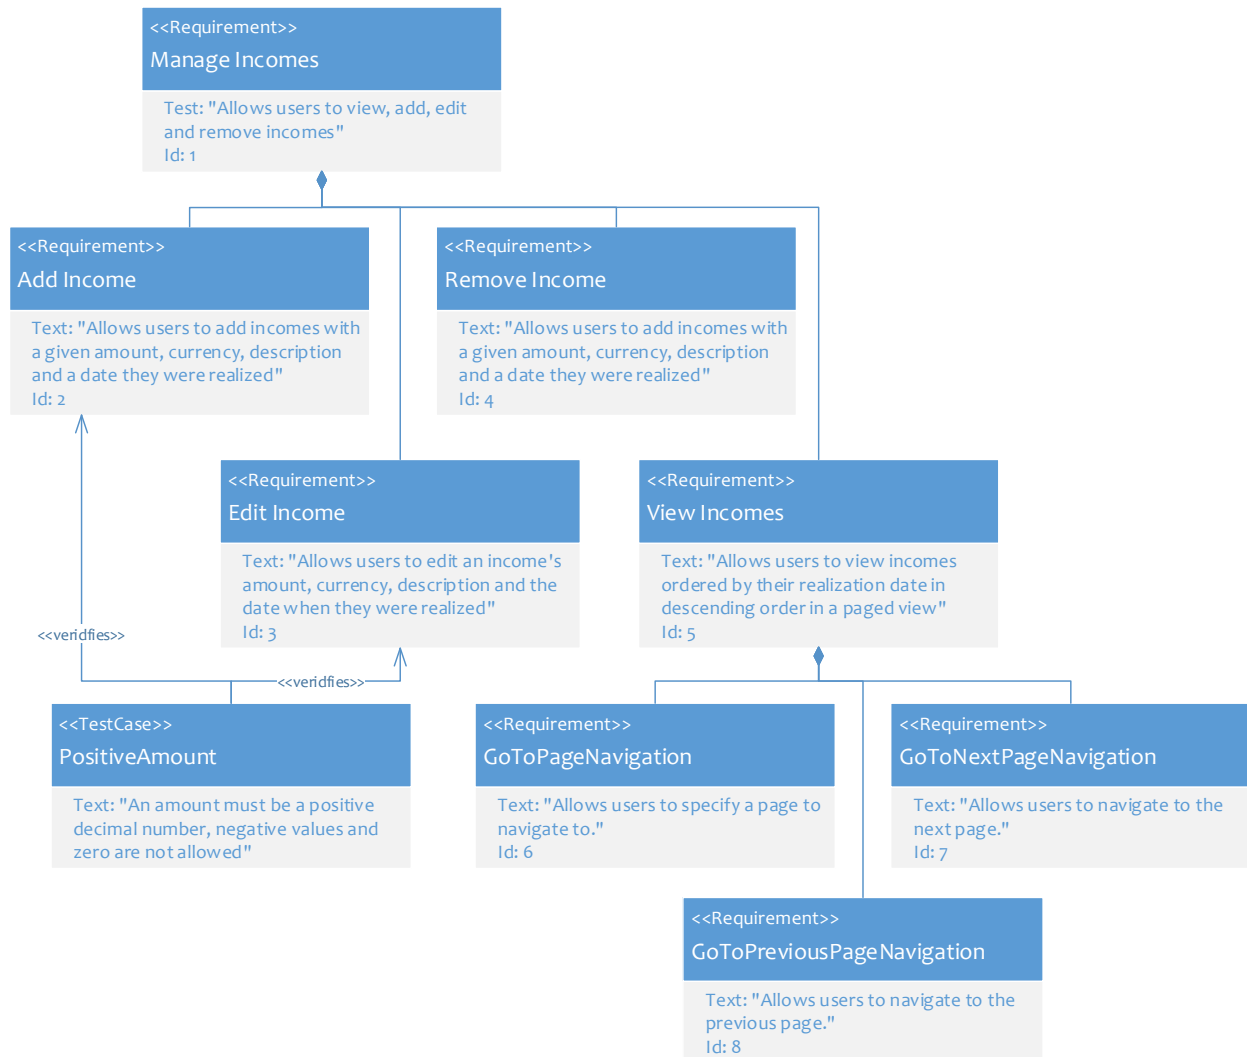 <<Requirement>>
Manage Incomes
Test: "Allows users to view, add, edit
and remove incomes"
Id: 1
<<Requirement>>
Add Income
Text: "Allows users to add incomes with
a given amount, currency, description
and a date they were realized"
Id: 2
<<Requirement>>
Remove Income
Text: "Allows users to add incomes with
a given amount, currency, description
and a date they were realized"
Id: 4
<<Requirement>>
Edit Income
Text: "Allows users to edit an income's
amount, currency, description and the
date when they were realized"
Id: 3
<<Requirement>>
View Incomes
Text: "Allows users to view incomes
ordered by their realization date in
descending order in a paged view"
Id: 5
<<veridfies>>
<<veridfies>>
<<TestCase>>
PositiveAmount
Text: "An amount must be a positive
decimal number, negative values and
zero are not allowed"
<<Requirement>>
GoToPageNavigation
Text: "Allows users to specify a page to
navigate to."
Id: 6
<<Requirement>>
GoToNextPageNavigation
Text: "Allows users to navigate to the
next page."
Id: 7
<<Requirement>>
GoToPreviousPageNavigation
Text: "Allows users to navigate to the
previous page."
Id: 8